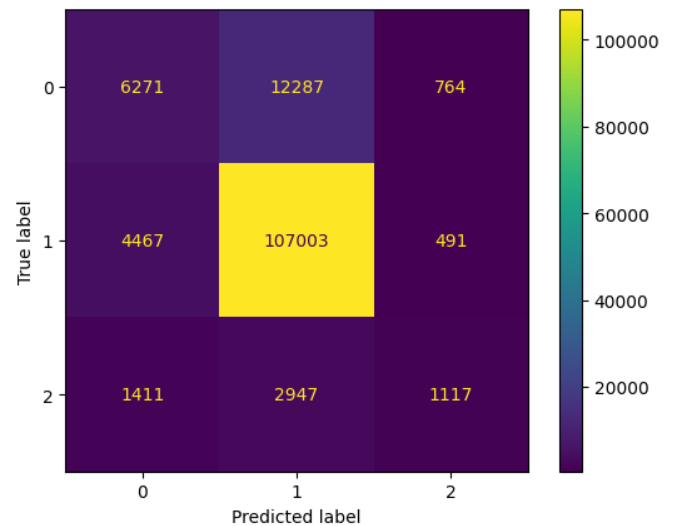 0 6271 12287 764
1 4467 107003 491
2 1411 2947 1117
0 1 2
Predicted label
True label
100000
80000
60000
40000
20000